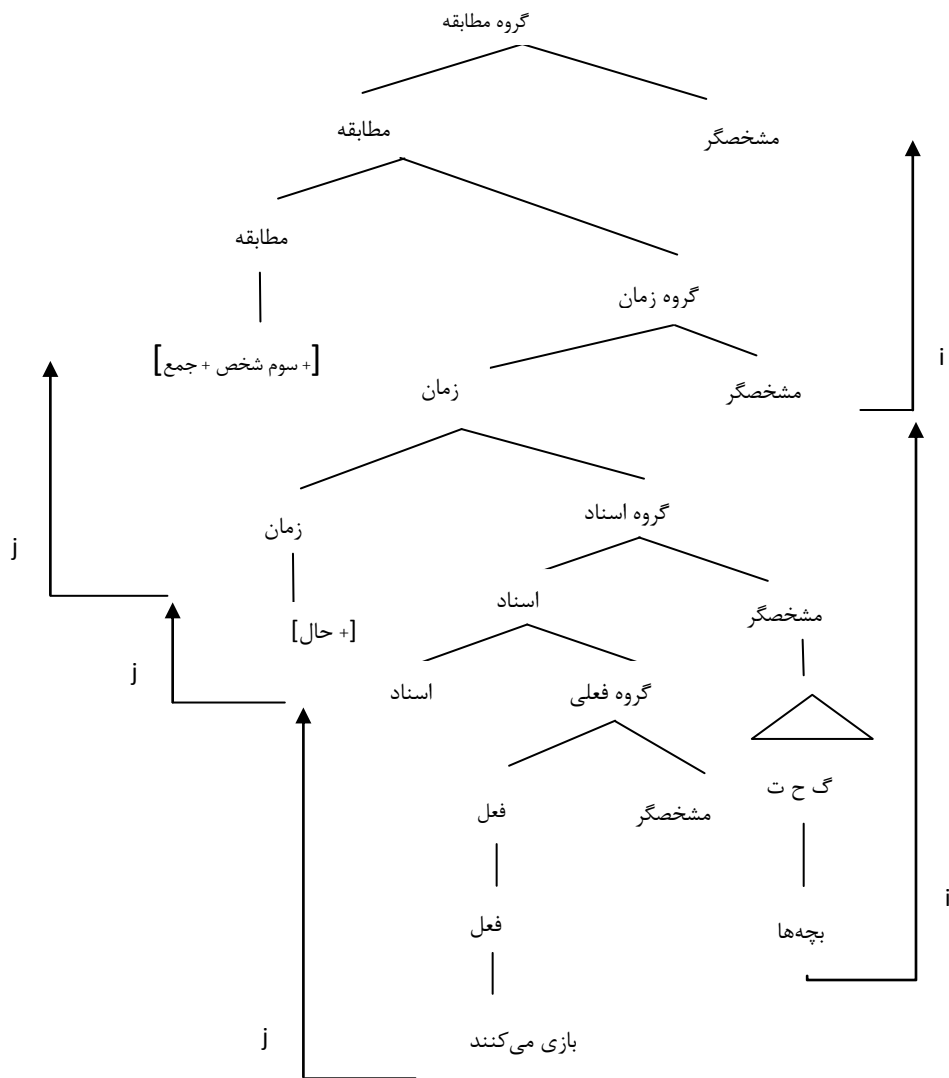 گروه مطابقه
مشخصگر
مطابقه
مطابقه
گروه زمان
[+ سوم شخص + جمع]
i
مشخصگر
زمان
گروه اسناد
زمان
j
اسناد
مشخصگر
[+ حال]
j
گروه فعلی
اسناد
گ ح ت
مشخصگر
فعل
i
بچه‌ها
فعل
بازی می‌کنند
j